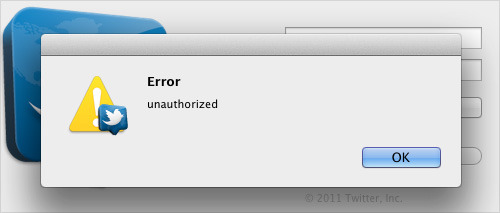 Error
unauthorized
OK
© 2011 Twitter, Inc.